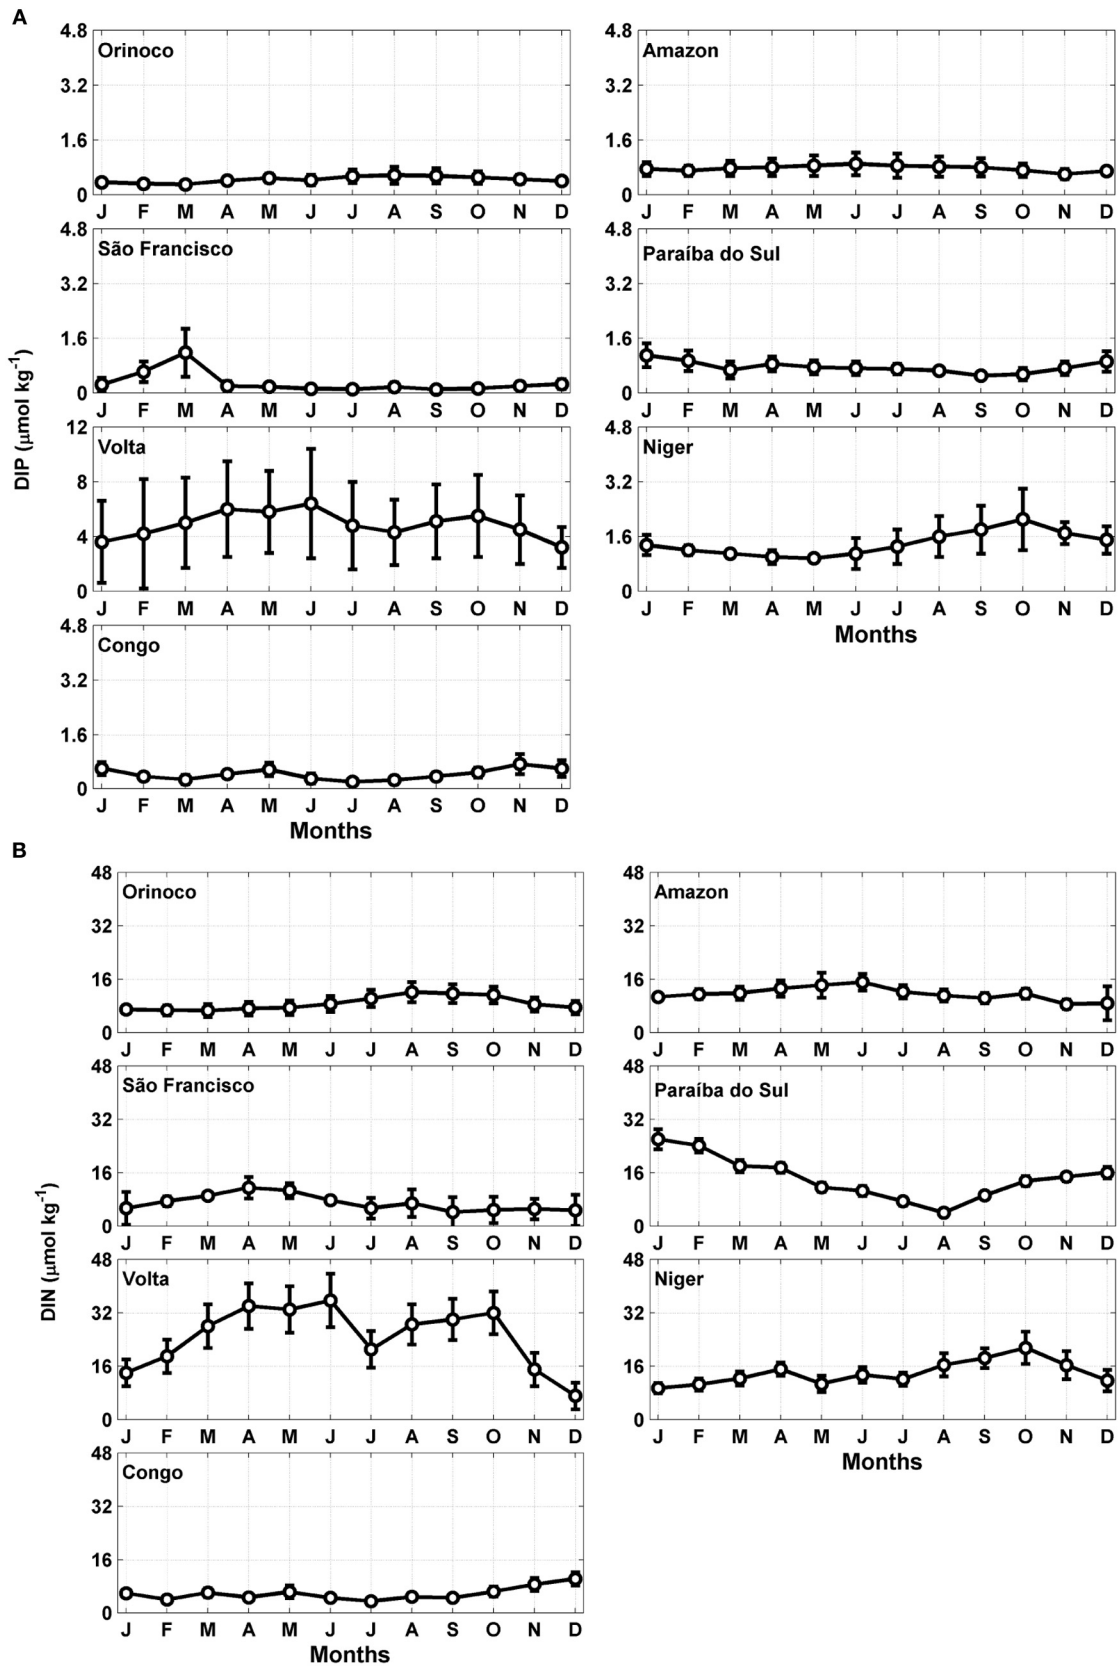 A
Orinoco
4.8
3.2
1.6
0
J F M A M J J A S O N D
Amazon
4.8
3.2
1.6
0
J F M A M J J A S O N D
São Francisco
4.8
3.2
1.6
0
J F M A M J J A S O N D
Paraíba do Sul
4.8
3.2
1.6
0
J F M A M J J A S O N D
DIP (μmol kg-1)
Volta
12
8
4
0
J F M A M J J A S O N D
Niger
4.8
3.2
1.6
0
J F M A M J J A S O N D
Months
Congo
4.8
3.2
1.6
0
J F M A M J J A S O N D
Months
B
Orinoco
48
32
16
0
J F M A M J J A S O N D
Amazon
48
32
16
0
J F M A M J J A S O N D
São Francisco
48
32
16
0
J F M A M J J A S O N D
Paraíba do Sul
48
32
16
0
J F M A M J J A S O N D
DIN (μmol kg-1)
Volta
48
32
16
0
J F M A M J J A S O N D
Niger
48
32
16
0
J F M A M J J A S O N D
Months
Congo
48
32
16
0
J F M A M J J A S O N D
Months